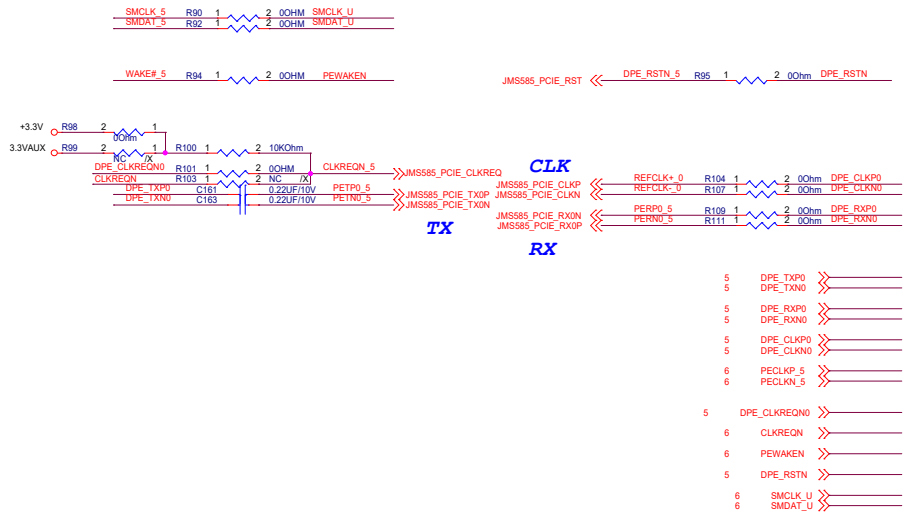 SMCLK_5 R90 1 2 0OHM SMCLK_U
SMDAT_5 R92 1 2 0OHM SMDAT_U
WAKE#_5 R94 1 2 0OHM PEWAKEN
JMS585_PCIE_RST DPE_RSTN_5 R95 1 2 0Ohm DPE_RSTN
+3.3V R98 2 1
0Ohm
3.3VAUX R99 2 1 R100 1 2 10KOhm
NC /X
DPE_CLKREQN0 R101 1 2 0OHM CLKREQN_5 JMS585_PCIE_CLKREQ
CLKREQN R103 1 2 NC /X
DPE_TXP0 C161 0.22UF/10V PETP0_5 JMS585_PCIE_TX0P
DPE_TXN0 C163 0.22UF/10V PETN0_5 JMS585_PCIE_TX0N
TX
CLK
JMS585_PCIE_CLKP REFCLK+_0 R104 1 2 0Ohm DPE_CLKP0
JMS585_PCIE_CLKN REFCLK-_0 R107 1 2 0Ohm DPE_CLKN0
JMS585_PCIE_RX0N PERP0_5 R109 1 2 0Ohm DPE_RXP0
JMS585_PCIE_RX0P PERN0_5 R111 1 2 0Ohm DPE_RXN0
RX
5 DPE_TXP0
5 DPE_TXN0
5 DPE_RXP0
5 DPE_RXN0
5 DPE_CLKP0
5 DPE_CLKN0
6 PECLKP_5
6 PECLKN_5
5 DPE_CLKREQN0
6 CLKREQN
6 PEWAKEN
5 DPE_RSTN
6 SMCLK_U
6 SMDAT_U